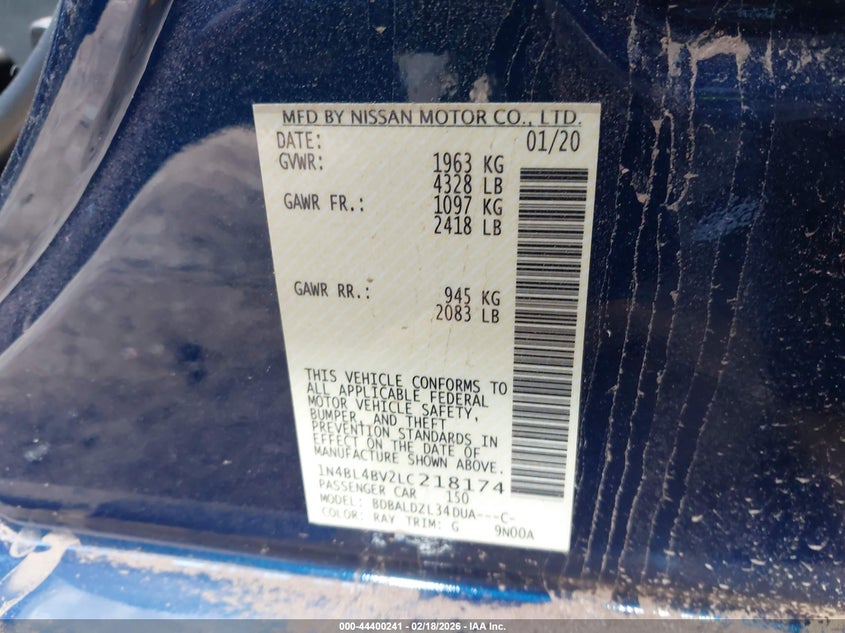 MFD BY NISSAN MOTOR CO., LTD.
DATE: 01/20
GVWR: 1963 KG
4328 LB
GAWR FR.: 1097 KG
2418 LB
GAWR RR.: 945 KG
2083 LB
THIS VEHICLE CONFORMS TO
ALL APPLICABLE FEDERAL
MOTOR VEHICLE SAFETY,
BUMPER, AND THEFT
PREVENTION STANDARDS IN
EFFECT ON THE DATE OF
MANUFACTURE SHOWN ABOVE.
1N4BL4BV2LC218174
PASSENGER CAR 150
MODEL: BDBALDZL34DUA---C-
COLOR: RAY TRIM: G 9N00A
000-44400241 - 02/18/2026 - IAA Inc.